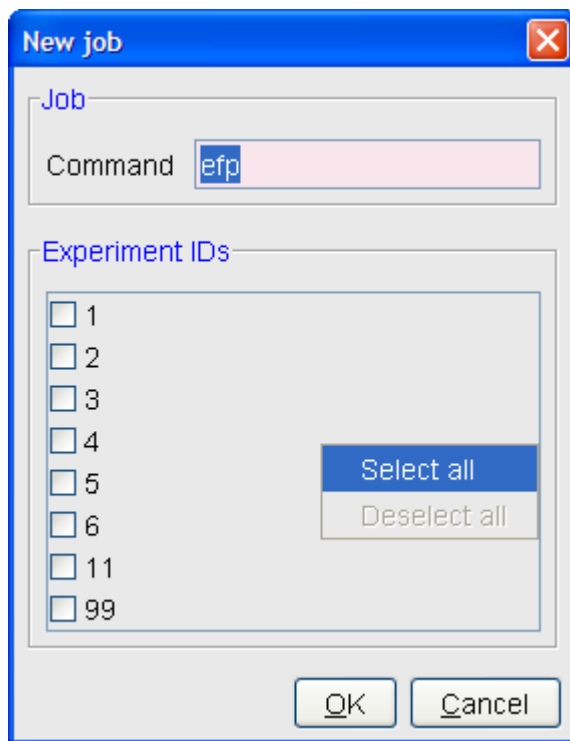 New job
Job
Command efp
Experiment IDs
1
2
3
4
Select all
5
Deselect all
6
11
99
OK Cancel